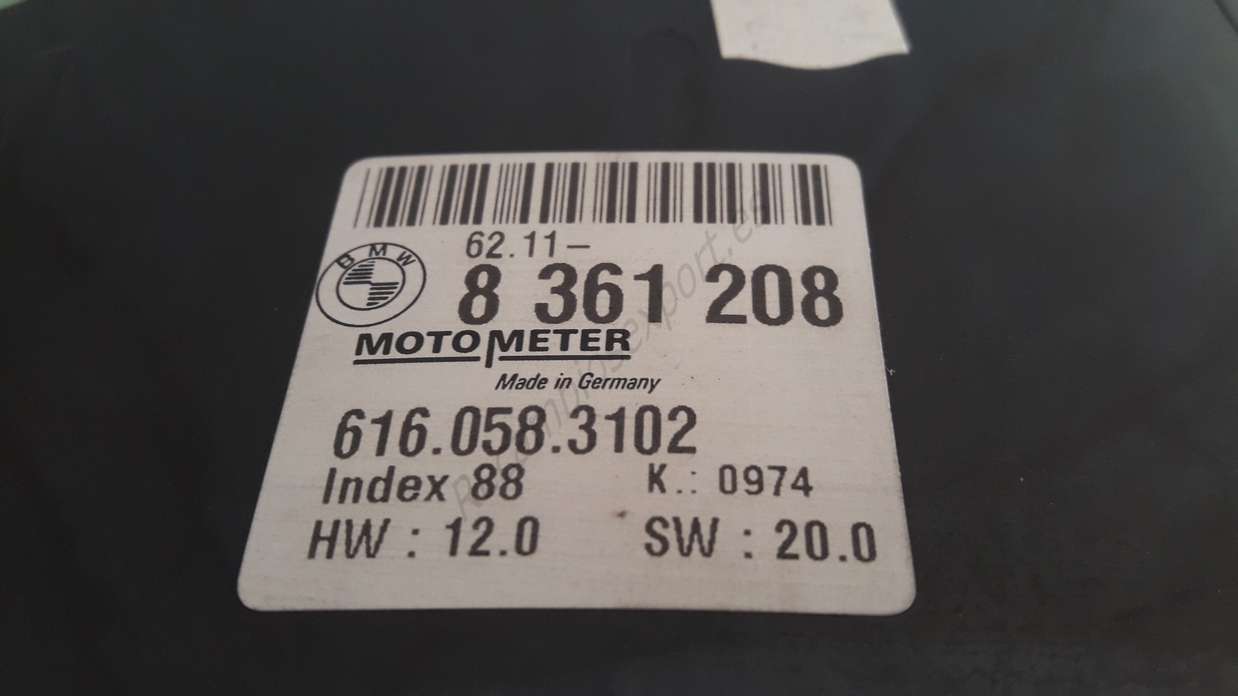 62.11-
BMW
8 361 208
MOTOMETER
Made in Germany
616.058.3102
Index 88 K.: 0974
HW : 12.0 SW : 20.0